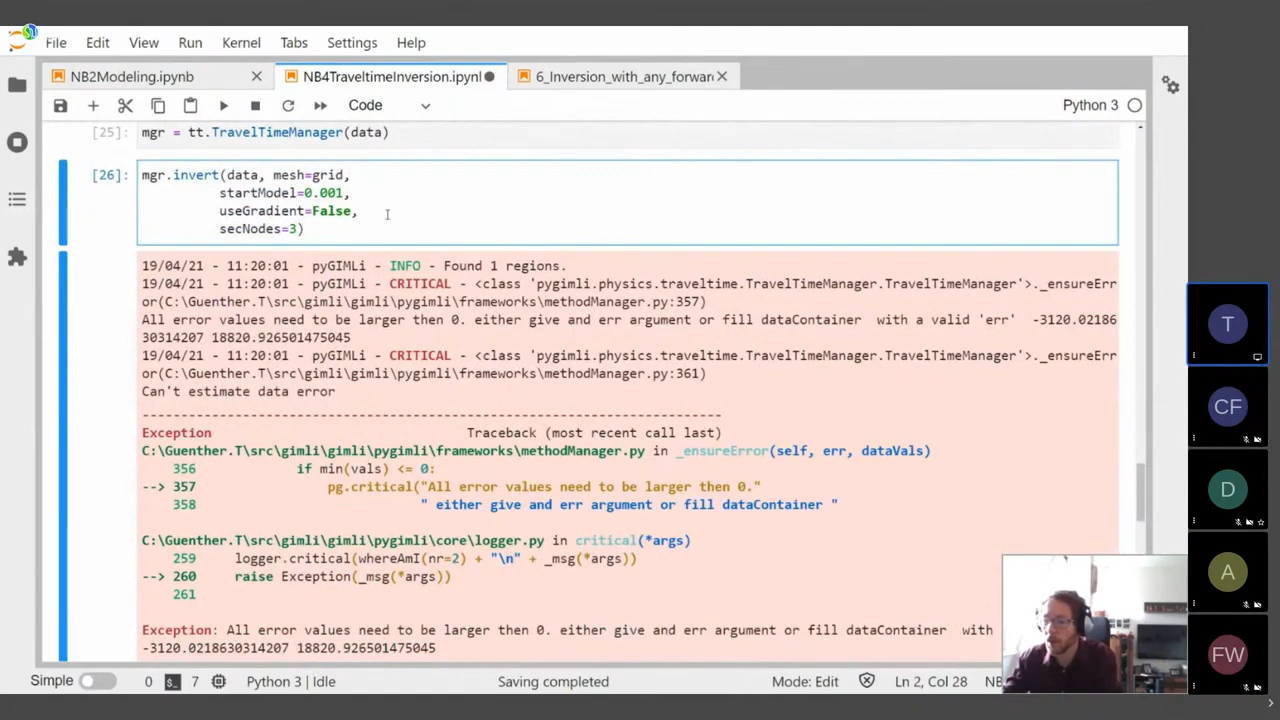 File Edit View Run Kernel Tabs Settings Help
NB2Modeling.ipynb NB4TraveltimeInversion.ipynl 6_Inversion_with_any_forward
Code Python 3
[25]: mgr = tt.TravelTimeManager(data)
[26]: mgr.invert(data, mesh=grid,
startModel=0.001,
useGradient=False,
secNodes=3)
19/04/21 - 11:20:01 - pyGIMLi - INFO - Found 1 regions.
19/04/21 - 11:20:01 - pyGIMLi - CRITICAL - <class 'pygimli.physics.traveltime.TravelTimeManager.TravelTimeManager'>._ensureErr
or(C:\Guenther.T\src\gimli\gimli\pygimli\frameworks\methodManager.py:357)
All error values need to be larger then 0. either give and err argument or fill dataContainer  with a valid 'err'  -3120.02186
30314207 18820.926501475045
19/04/21 - 11:20:01 - pyGIMLi - CRITICAL - <class 'pygimli.physics.traveltime.TravelTimeManager.TravelTimeManager'>._ensureErr
or(C:\Guenther.T\src\gimli\gimli\pygimli\frameworks\methodManager.py:361)
Can't estimate data error
---------------------------------------------------------------------------
Exception Traceback (most recent call last)
C:\Guenther.T\src\gimli\gimli\pygimli\frameworks\methodManager.py in _ensureError(self, err, dataVals)
356 if min(vals) <= 0:
--> 357 pg.critical("All error values need to be larger then 0."
358 " either give and err argument or fill dataContainer "
C:\Guenther.T\src\gimli\gimli\pygimli\core\logger.py in critical(*args)
259 logger.critical(whereAmI(nr=2) + "\n" + _msg(*args))
--> 260 raise Exception(_msg(*args))
261
Exception: All error values need to be larger then 0. either give and err argument or fill dataContainer  with
-3120.0218630314207 18820.926501475045
Simple 0 7 Python 3 | Idle Saving completed Mode: Edit Ln 2, Col 28 NB
T
CF
D
A
FW